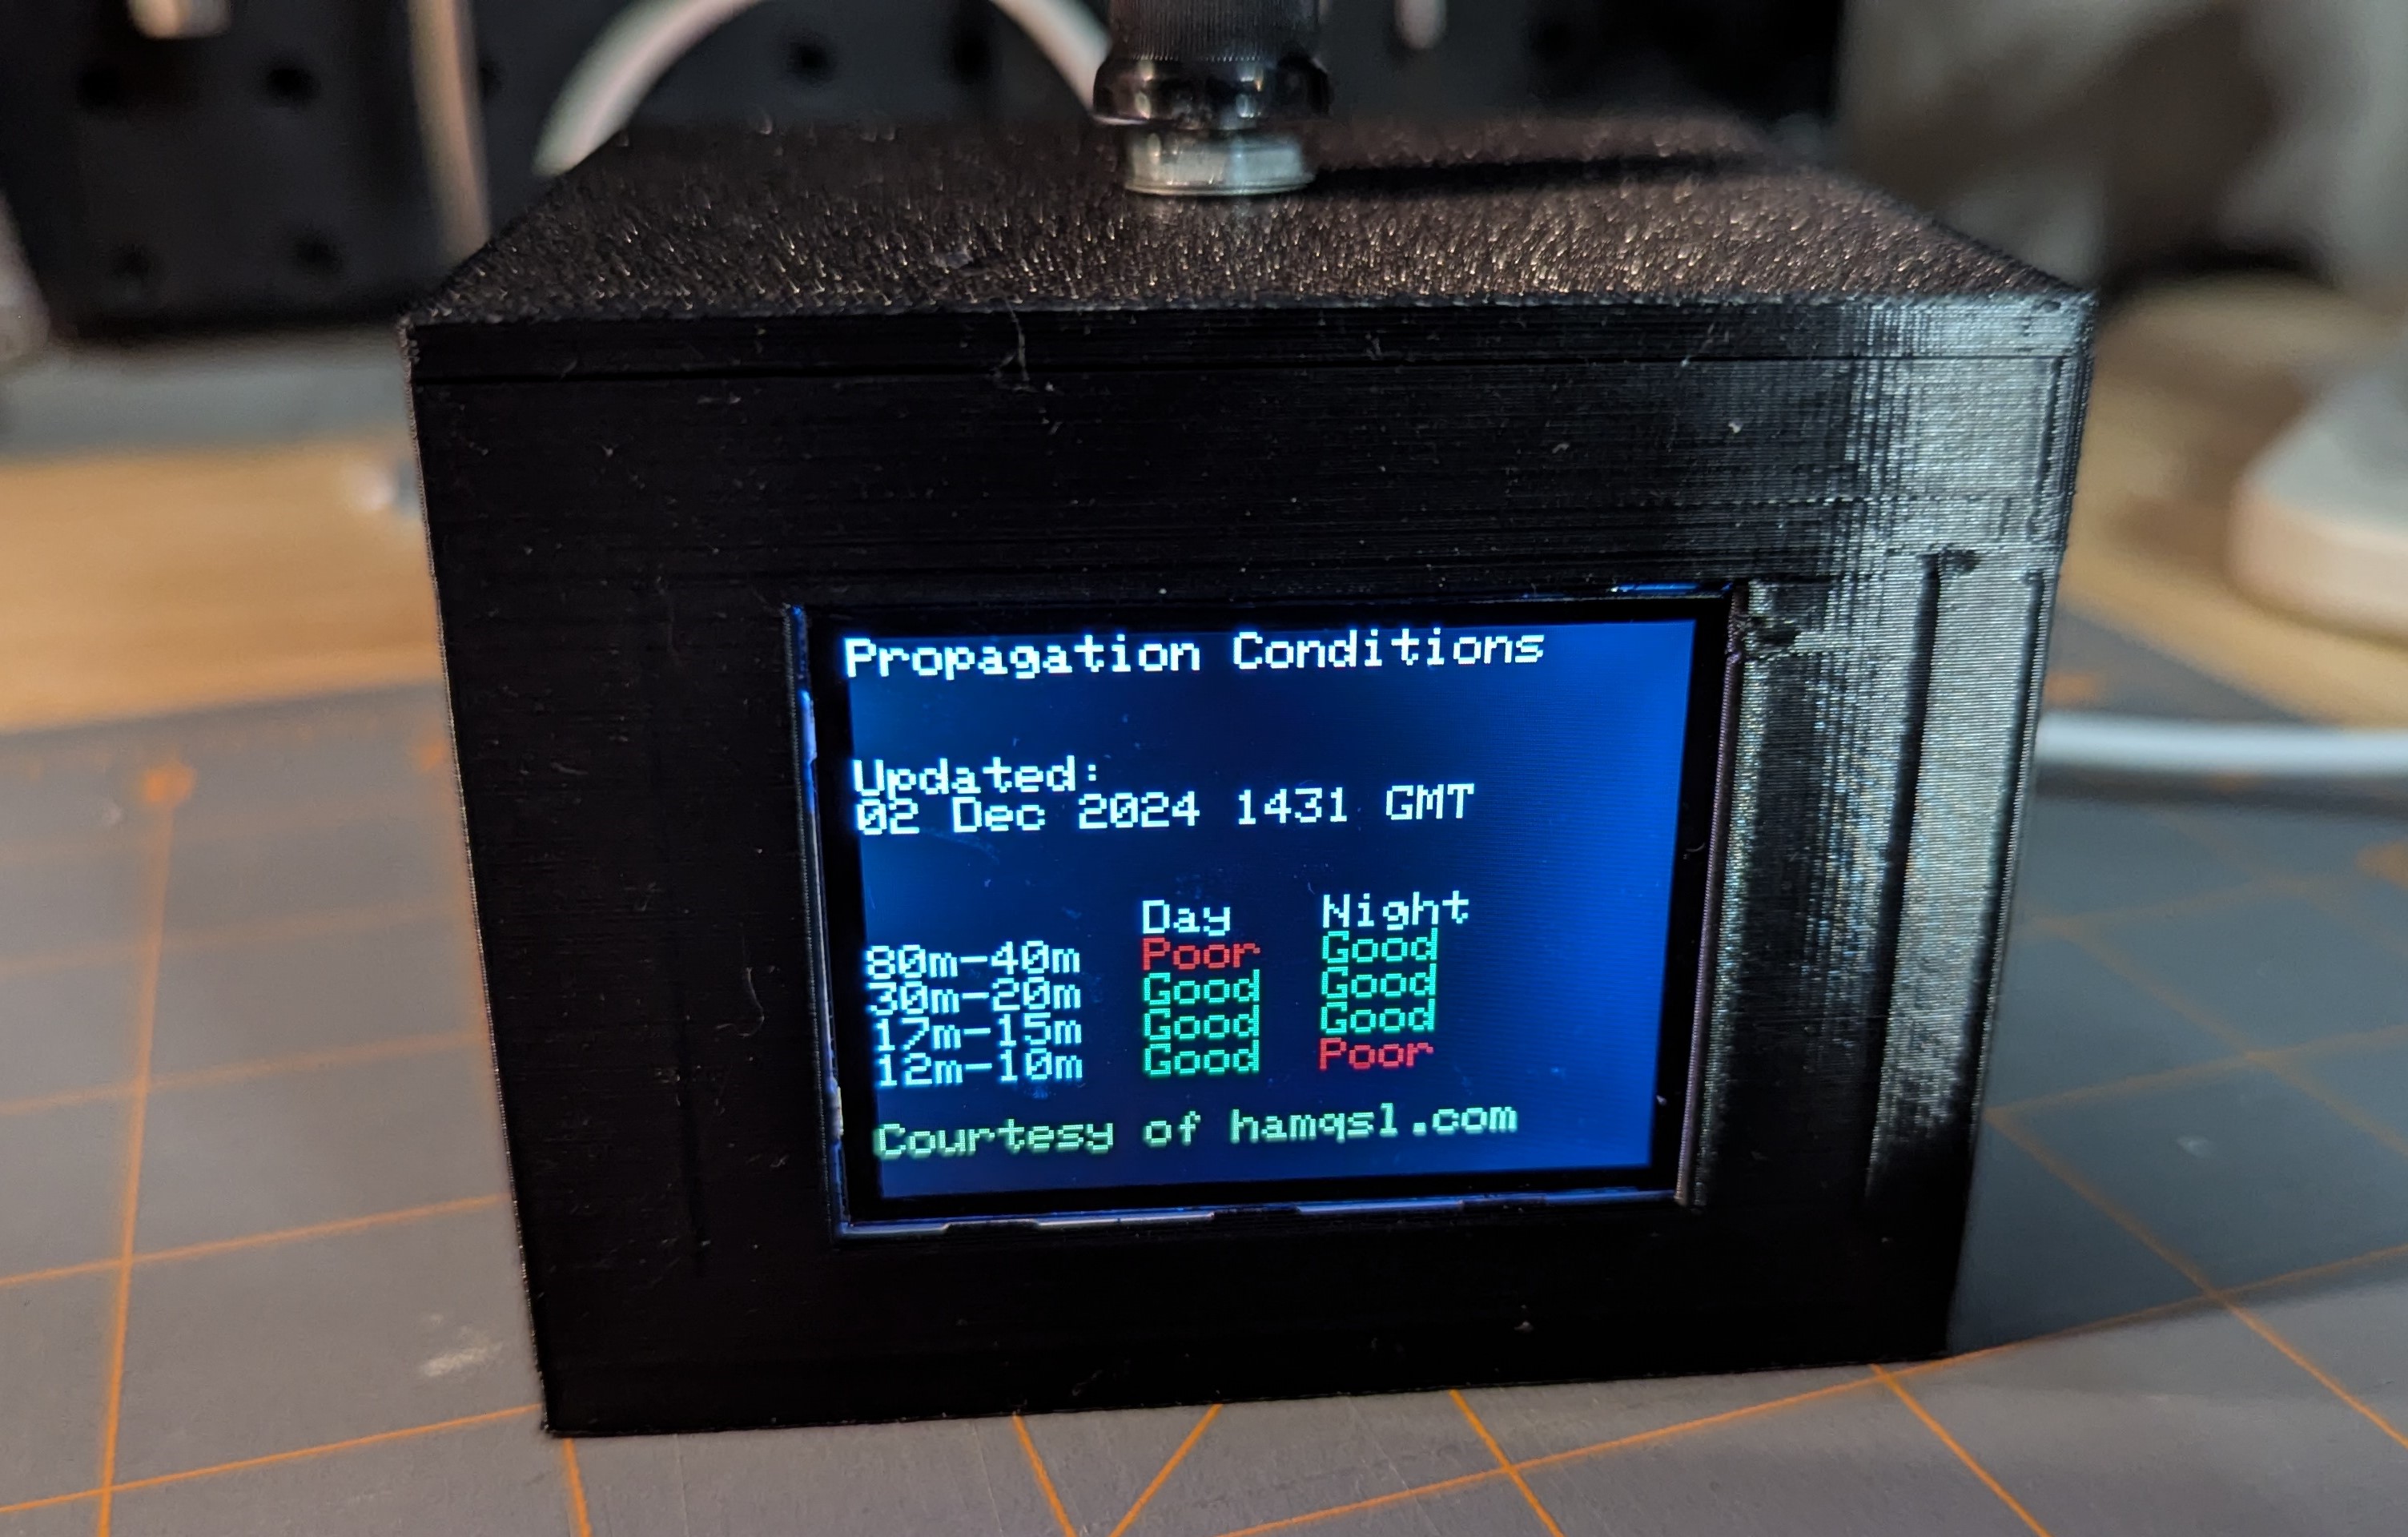 Propagation Conditions
Updated:
02 Dec 2024 1431 GMT
Day Night
80m-40m Poor Good
30m-20m Good Good
17m-15m Good Good
12m-10m Good Poor
Courtesy of hamqsl.com